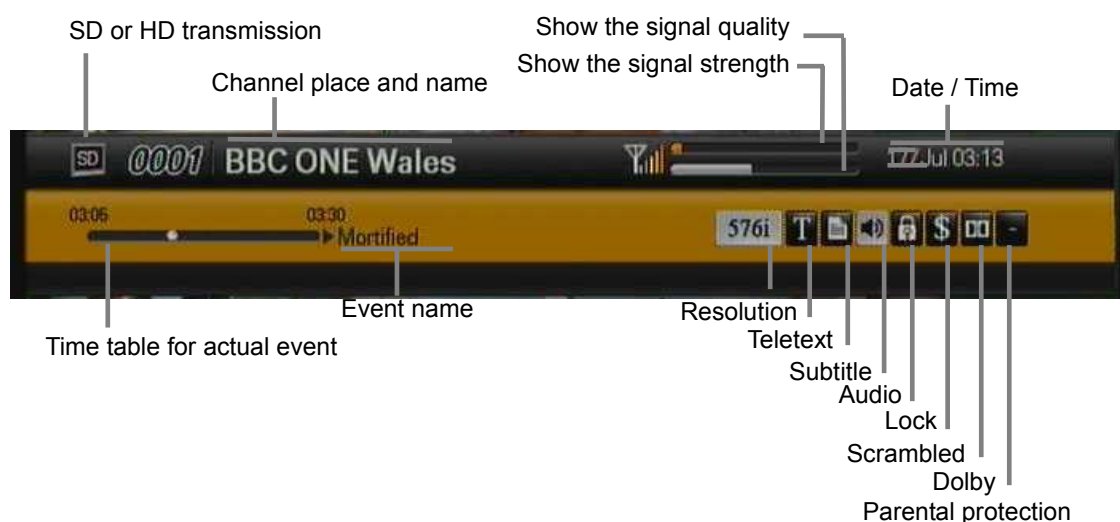 SD or HD transmission
Channel place and name
Show the signal quality
Show the signal strength
Date / Time
SD 0001 BBC ONE Wales
Jul 03:13
03:05 03:30
Mortified
576i T $ -
Event name
Time table for actual event
Resolution
Teletext
Subtitle
Audio
Lock
Scrambled
Dolby
Parental protection